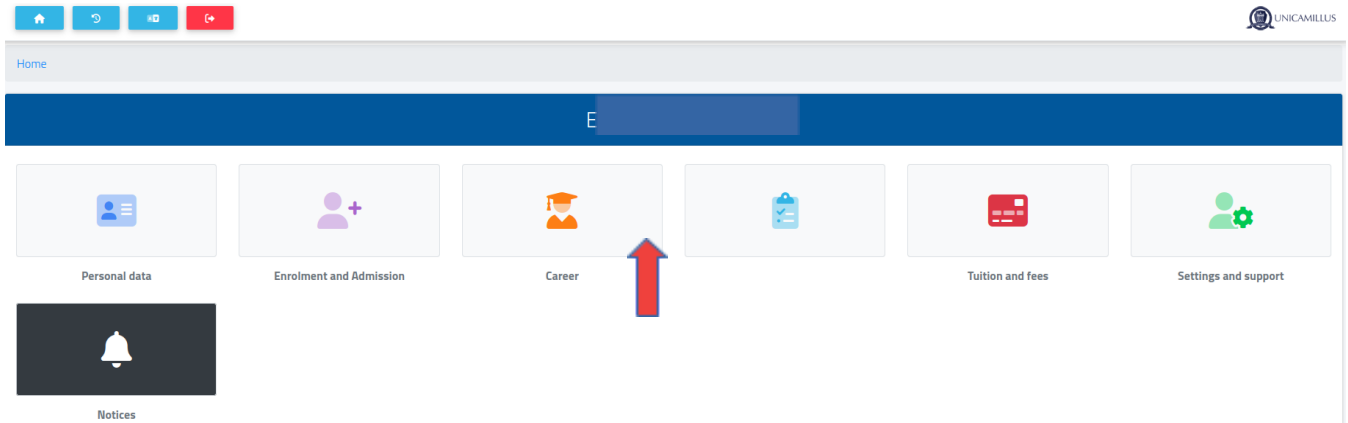 UNICAMILLUS
Home
E
Personal data
Enrolment and Admission
Career
Tuition and fees
Settings and support
Notices